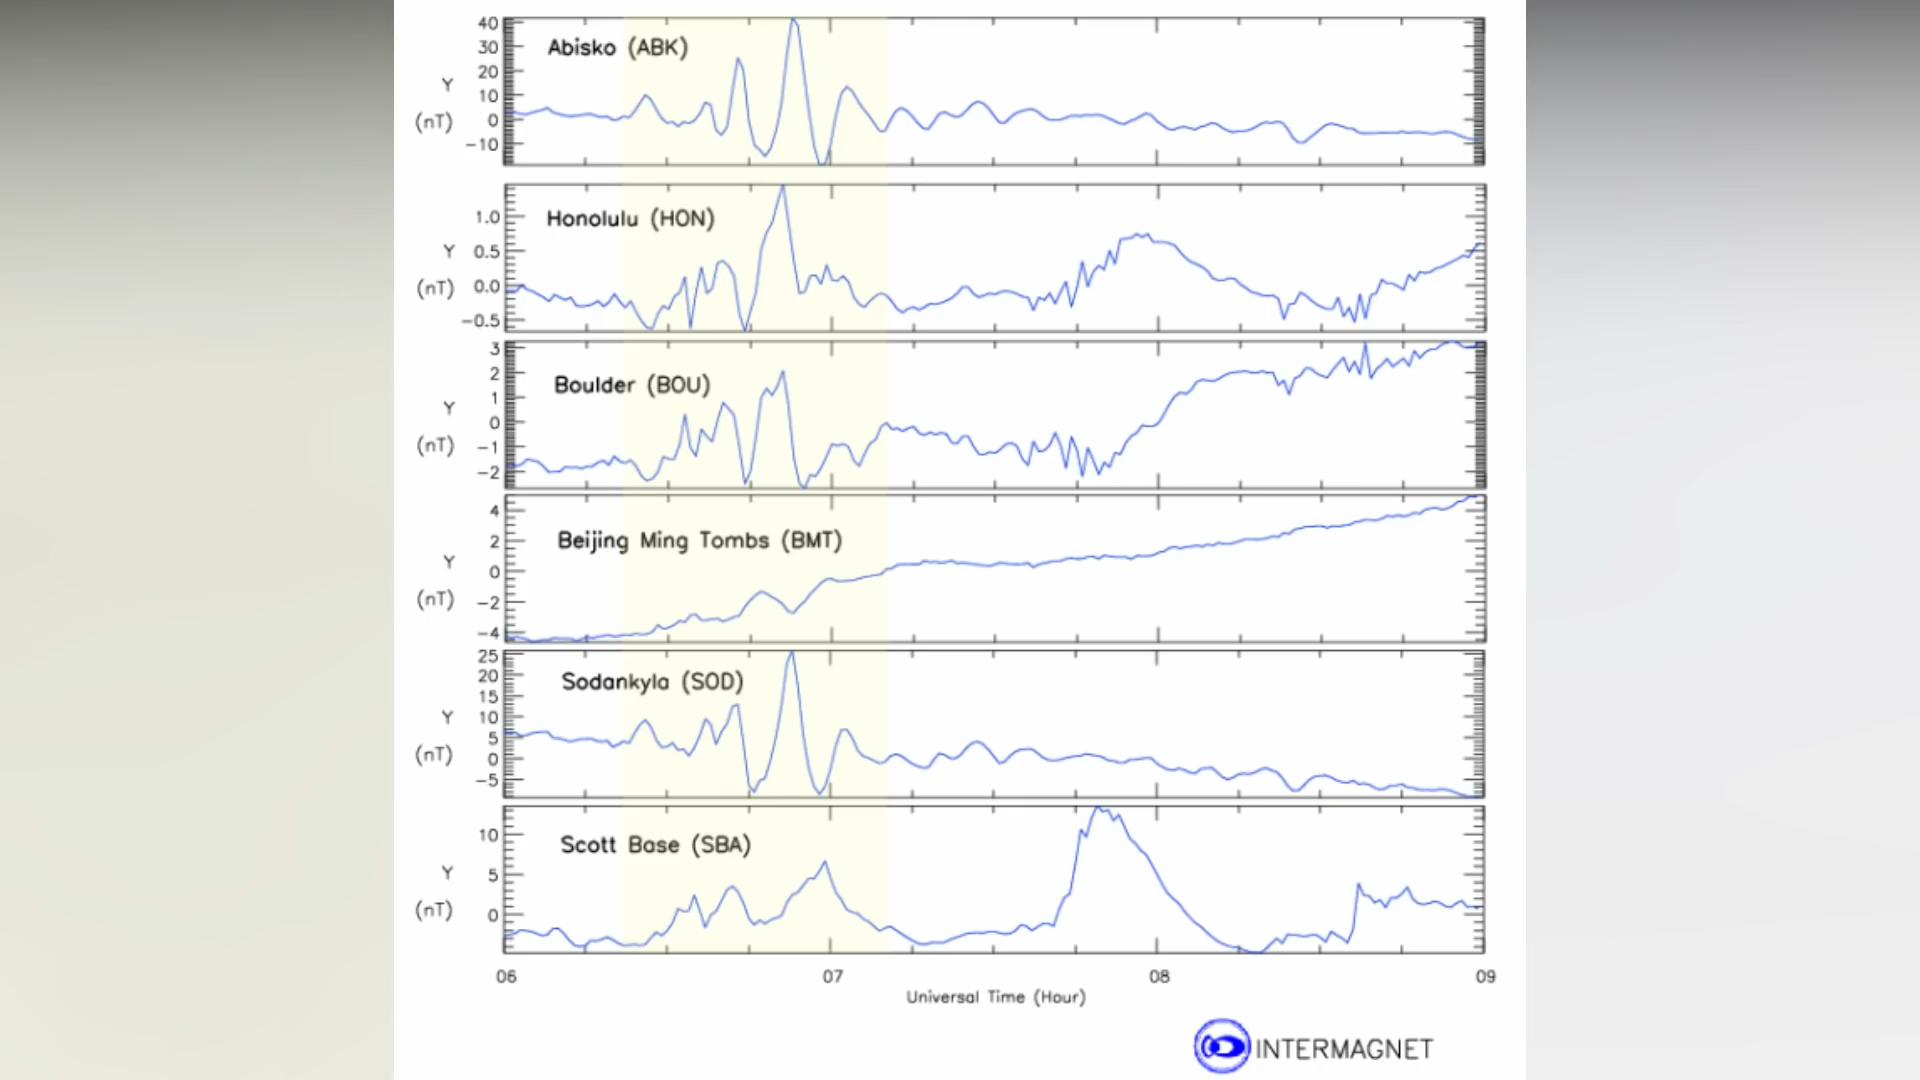 40
30
20
10
0
-10
Y
(nT)
Abisko (ABK)
1.0
0.5
0.0
-0.5
Y
(nT)
Honolulu (HON)
3
2
1
0
-1
-2
Y
(nT)
Boulder (BOU)
4
2
0
-2
-4
Y
(nT)
Beijing Ming Tombs (BMT)
25
20
15
10
5
0
-5
Y
(nT)
Sodankyla (SOD)
10
5
0
Y
(nT)
Scott Base (SBA)
06 07 08 09
Universal Time (Hour)
INTERMAGNET